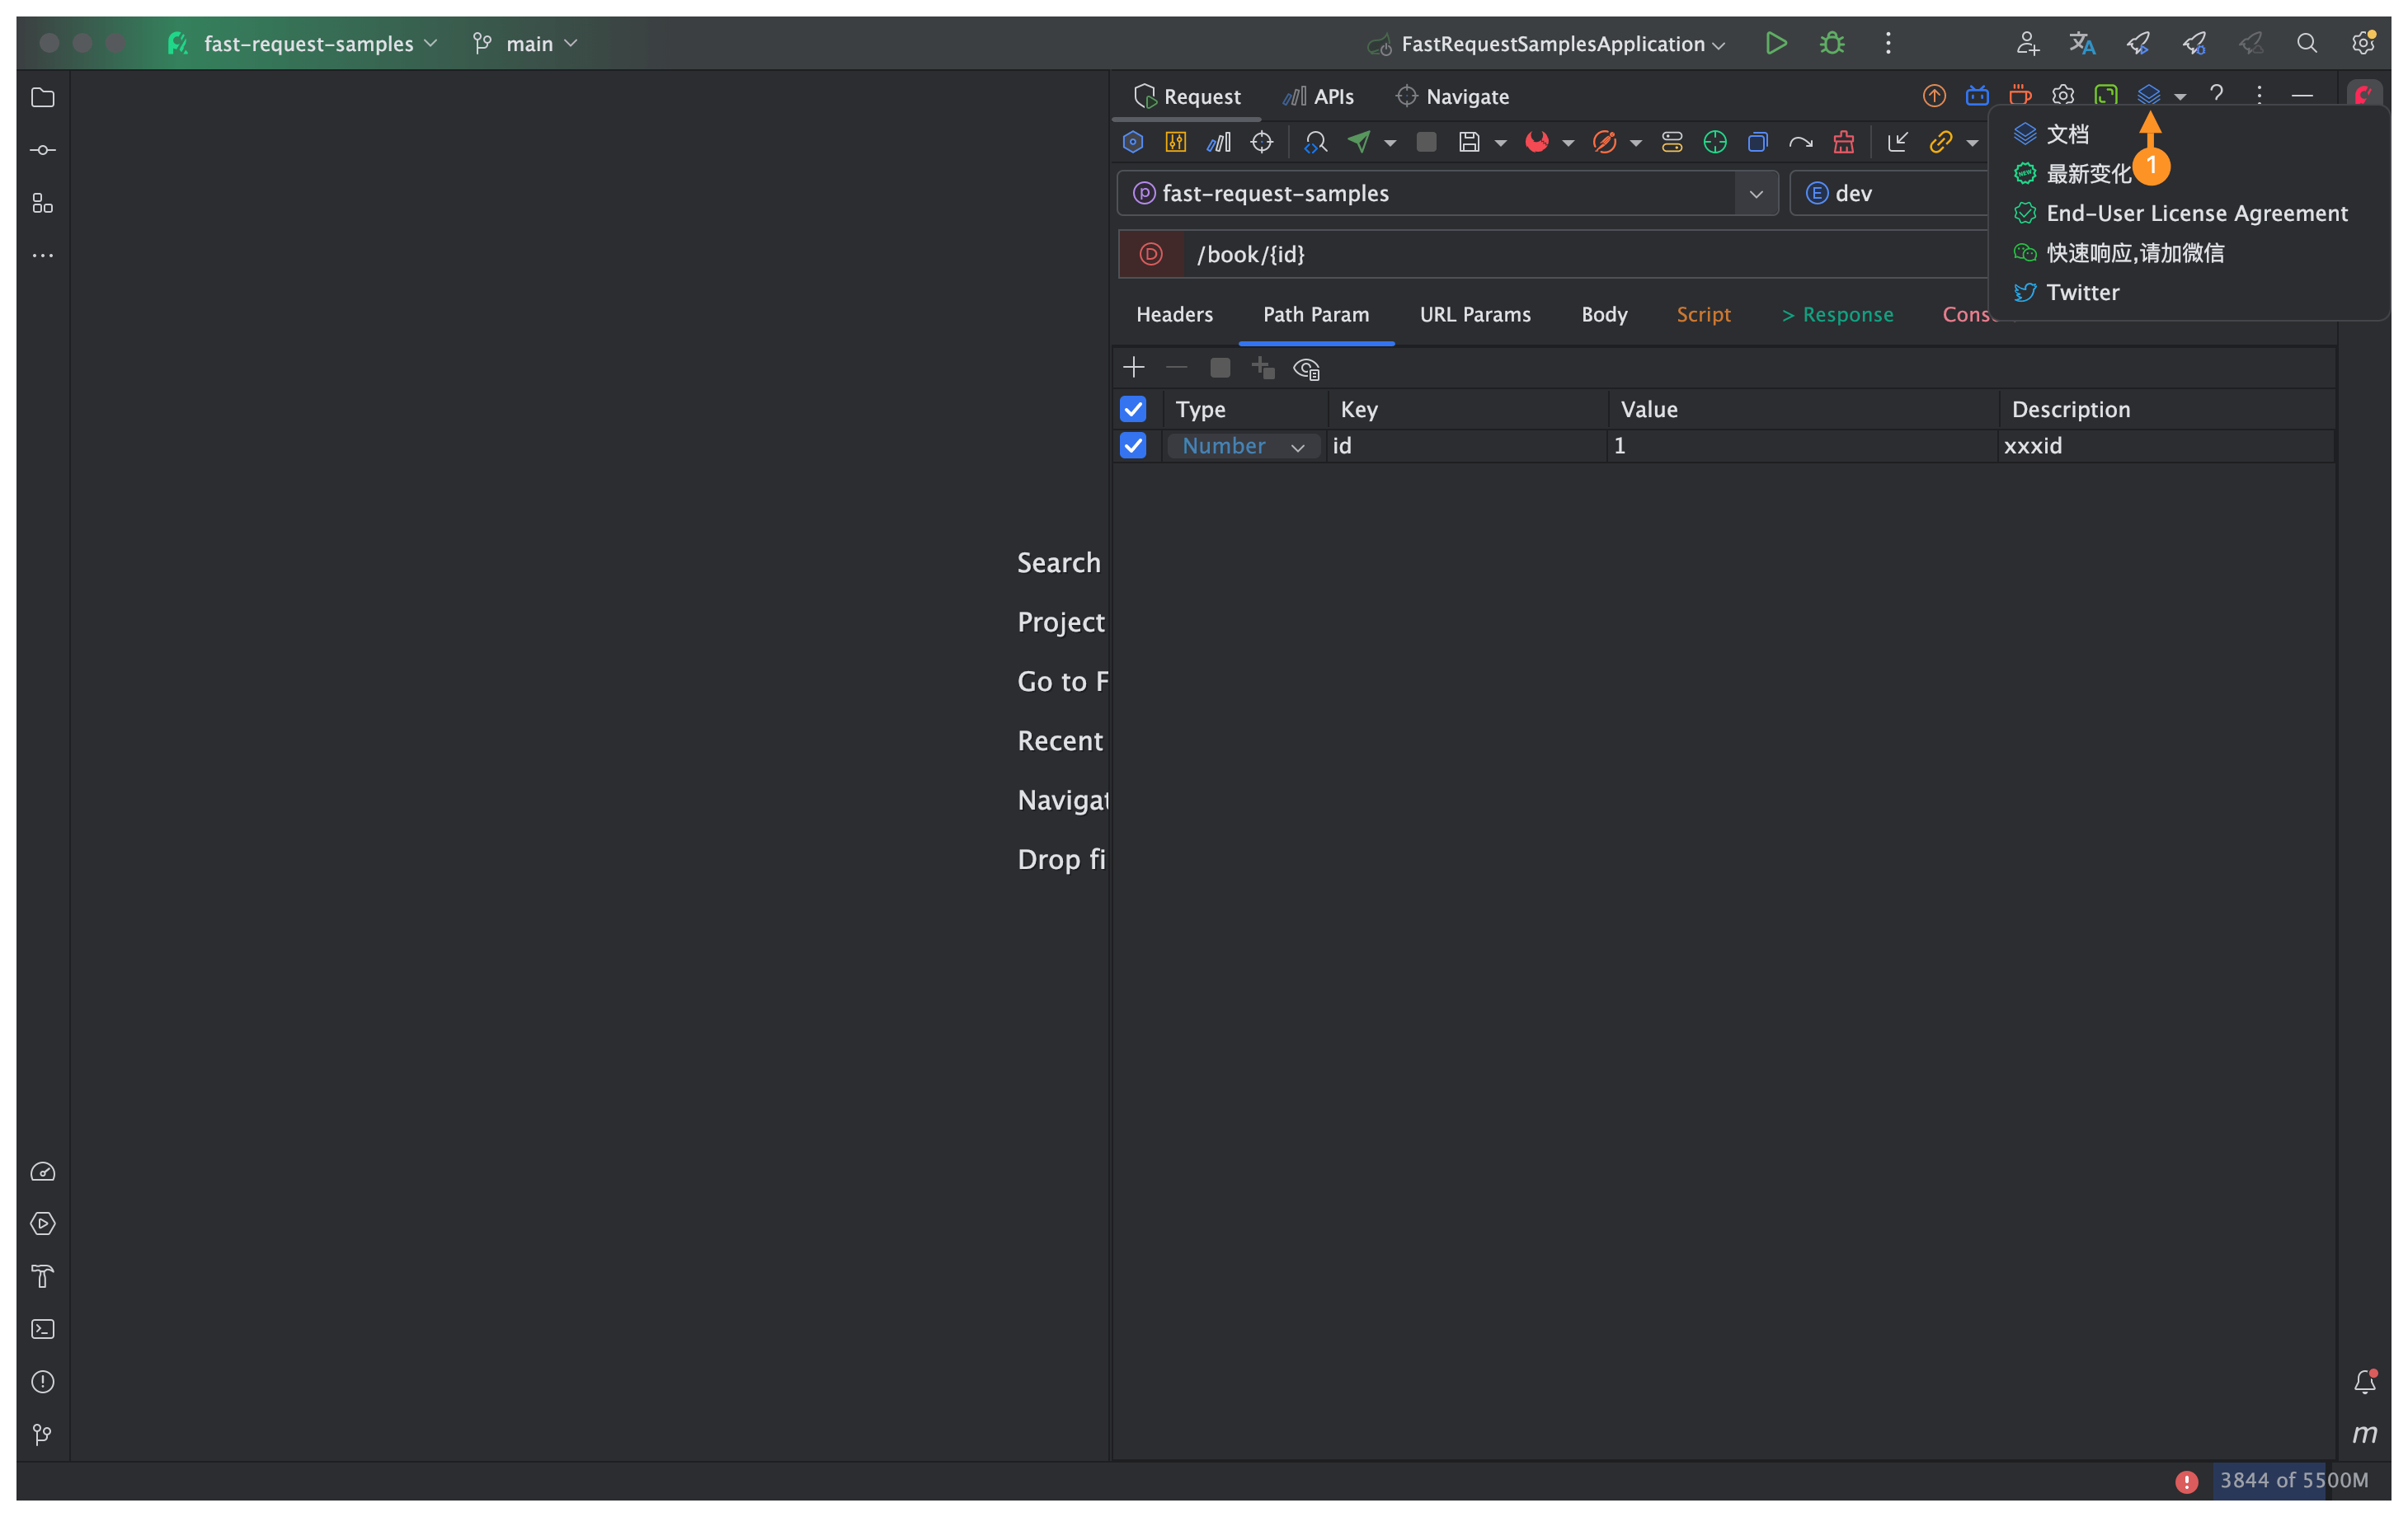 fast-request-samples
main
FastRequestSamplesApplication
Request
APIs
Navigate
文档
最新变化
1
End-User License Agreement
快速响应,请加微信
Twitter
fast-request-samples
dev
/book/{id}
Headers
Path Param
URL Params
Body
Script
> Response
Cons
Type
Key
Value
Description
Number
id
1
xxxid
Search
Project
Go to F
Recent
Navigat
Drop fi
3844 of 5500M